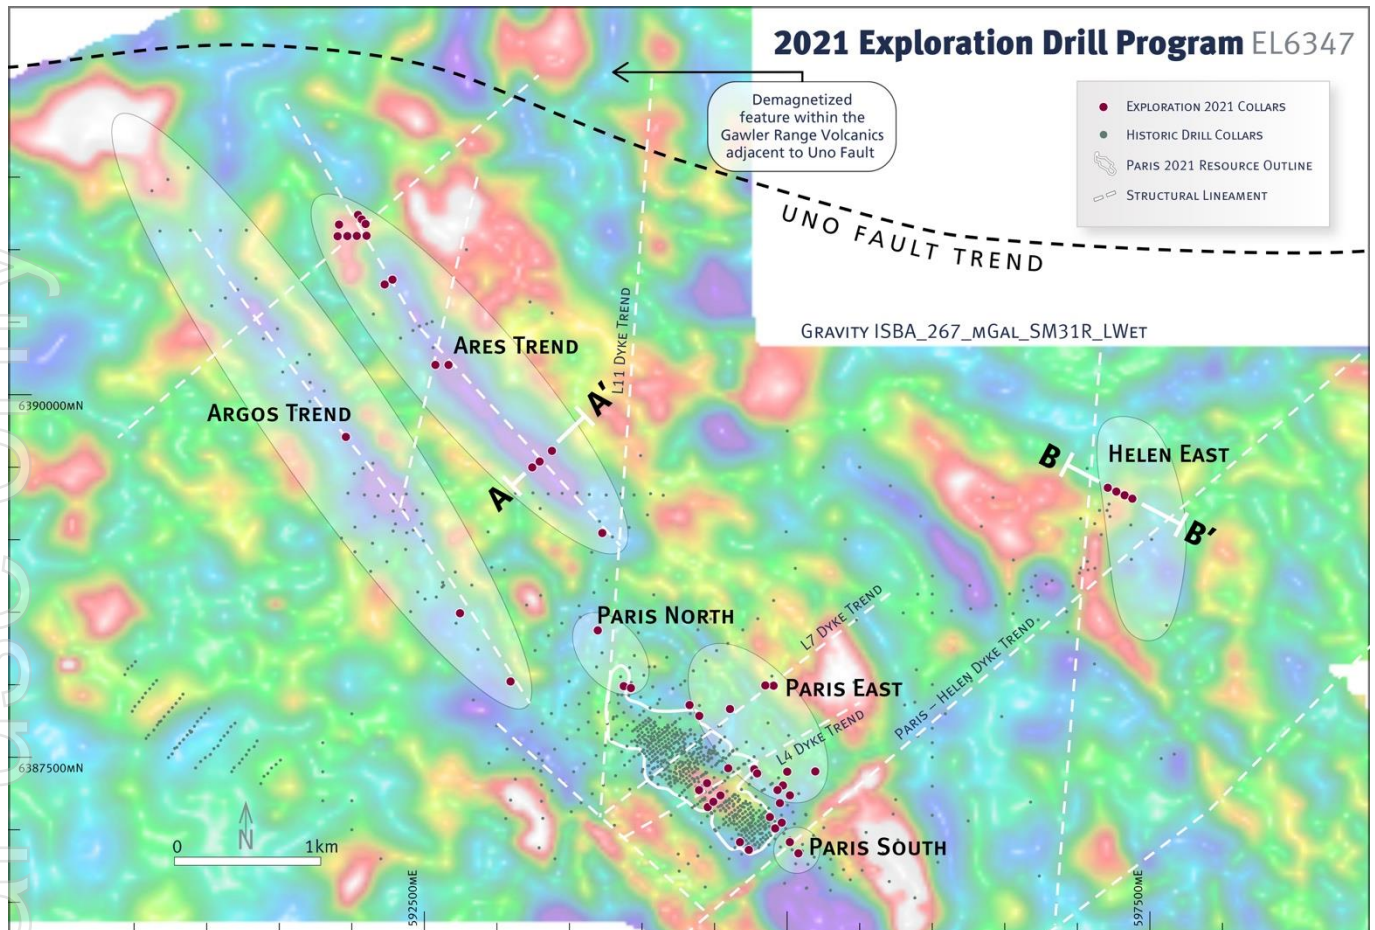 2021 Exploration Drill Program EL6347
Demagnetized
feature within the
Gawler Range Volcanics
adjacent to Uno Fault
Exploration 2021 Collars
Historic Drill Collars
Paris 2021 Resource Outline
Structural Lineament
UNO FAULT TREND
Gravity ISBA_267_mGal_SM31R_LWet
L11 Dyke Trend
Ares Trend
A'
6390000mN
Argos Trend
A
B
Helen East
B'
Paris North
L7 Dyke Trend
Paris East
Paris – Helen Dyke Trend
L4 Dyke Trend
6387500mN
N
0 1km
Paris South
592500mE
597500mE